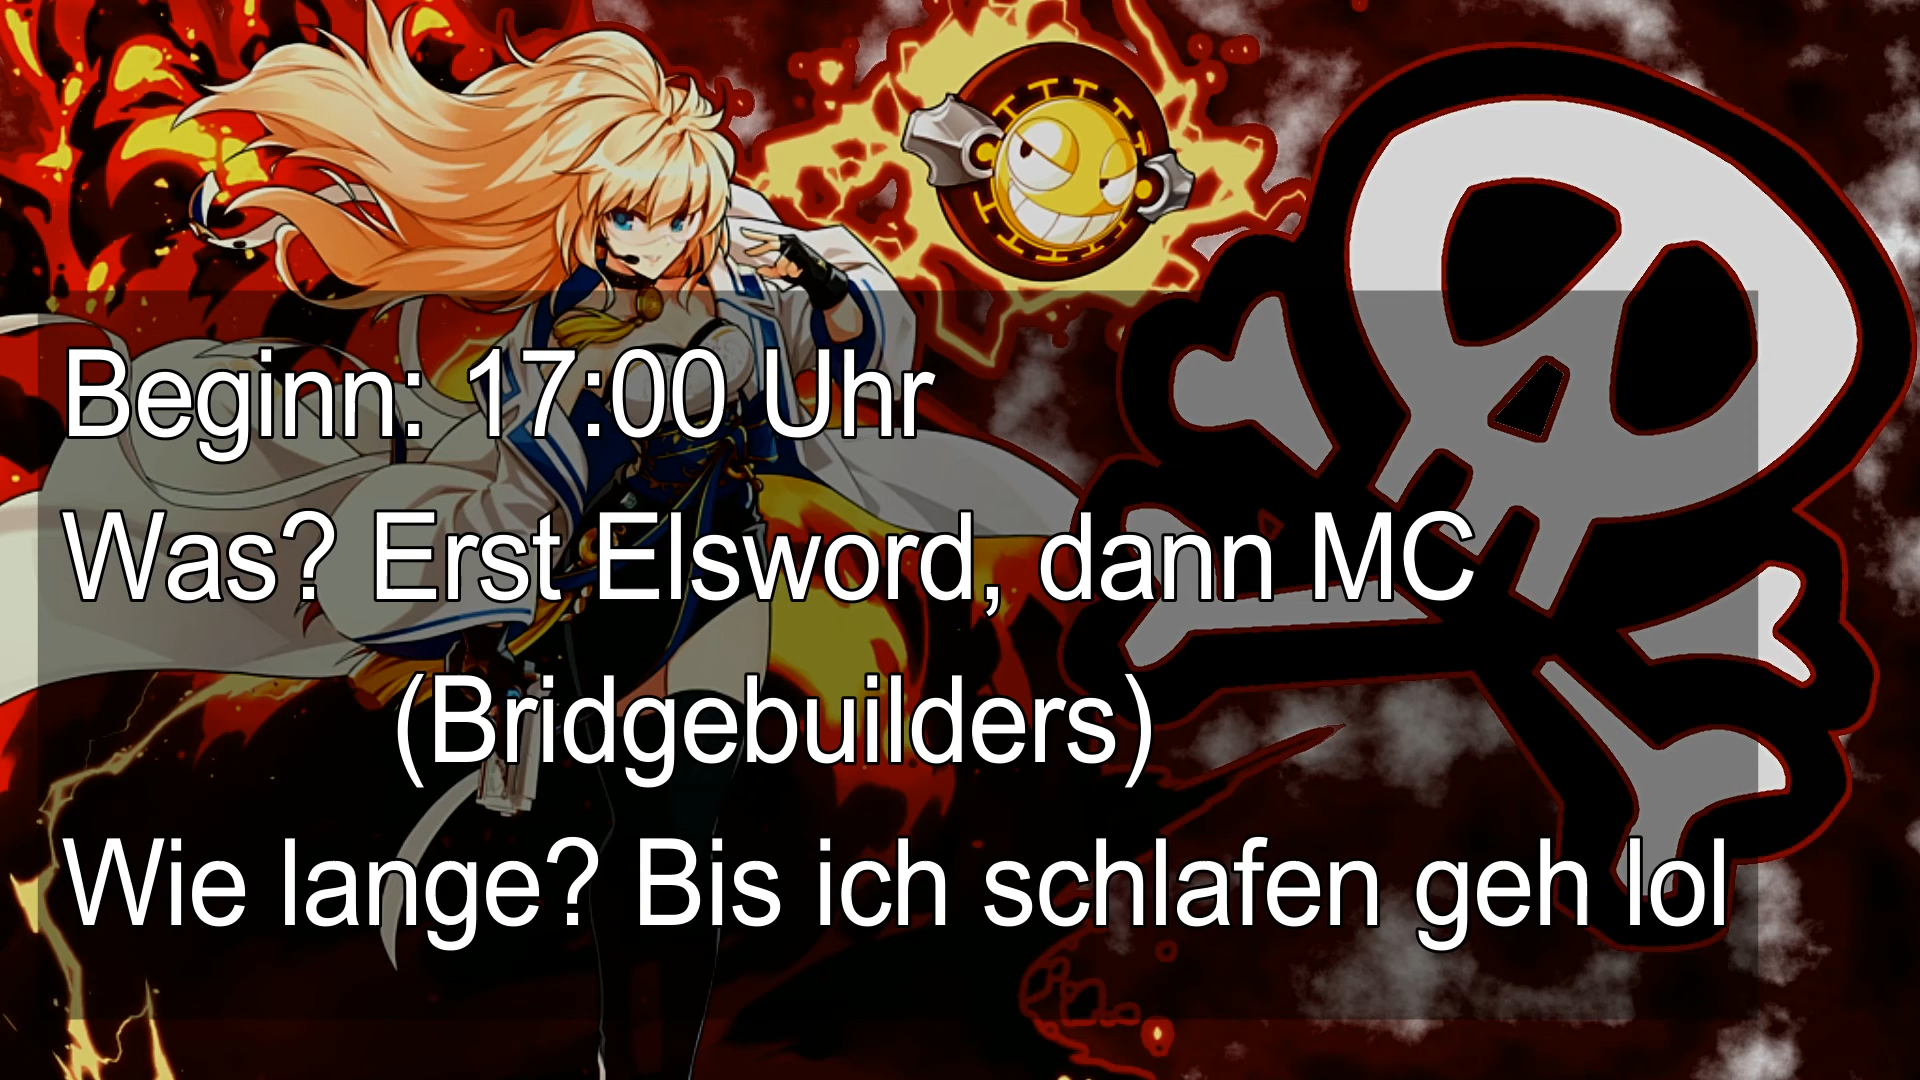 Beginn: 17:00 Uhr
Was? Erst Elsword, dann MC
(Bridgebuilders)
Wie lange? Bis ich schlafen geh lol